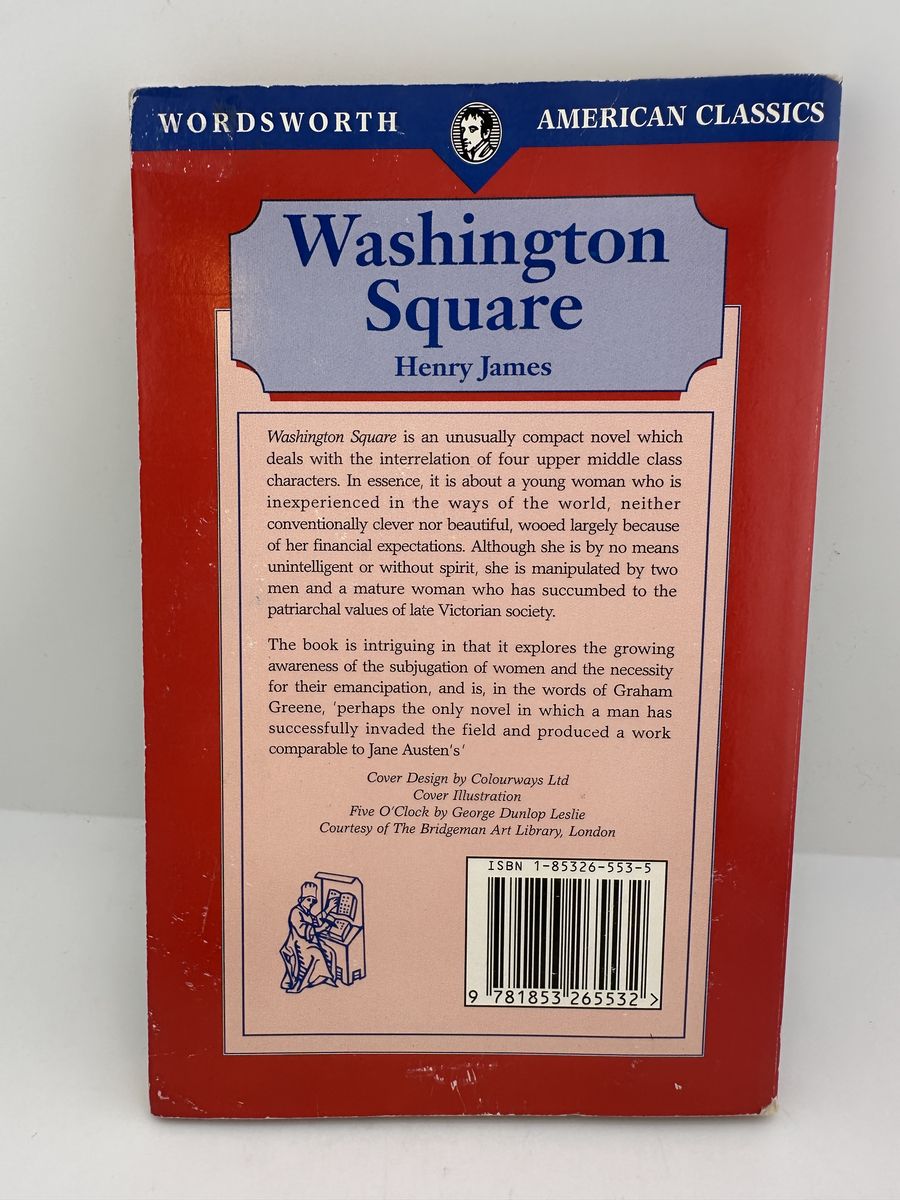 WORDSWORTH AMERICAN CLASSICS
Washington
Square
Henry James
Washington Square is an unusually compact novel which
deals with the interrelation of four upper middle class
characters. In essence, it is about a young woman who is
inexperienced in the ways of the world, neither
conventionally clever nor beautiful, wooed largely because
of her financial expectations. Although she is by no means
unintelligent or without spirit, she is manipulated by two
men and a mature woman who has succumbed to the
patriarchal values of late Victorian society.
The book is intriguing in that it explores the growing
awareness of the subjugation of women and the necessity
for their emancipation, and is, in the words of Graham
Greene, 'perhaps the only novel in which a man has
successfully invaded the field and produced a work
comparable to Jane Austen's'
Cover Design by Colourways Ltd
Cover Illustration
Five O'Clock by George Dunlop Leslie
Courtesy of The Bridgeman Art Library, London
ISBN 1-85326-553-5
9 781853 265532 >